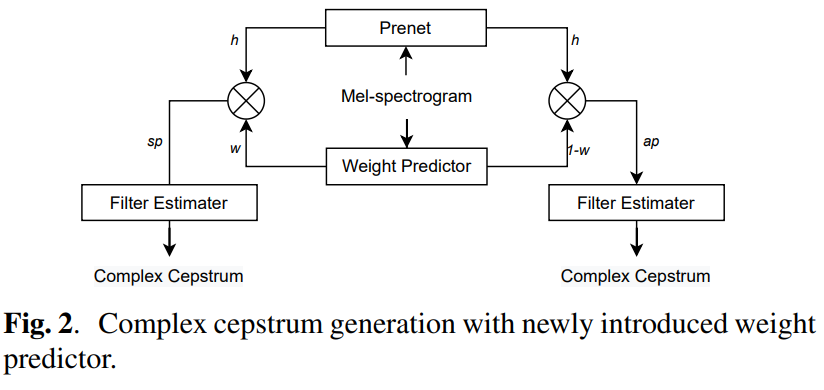 Prenet
h
h
Mel-spectrogram
sp
w
Weight Predictor
1-w
ap
Filter Estimater
Filter Estimater
Complex Cepstrum
Complex Cepstrum
Fig. 2. Complex cepstrum generation with newly introduced weight
predictor.